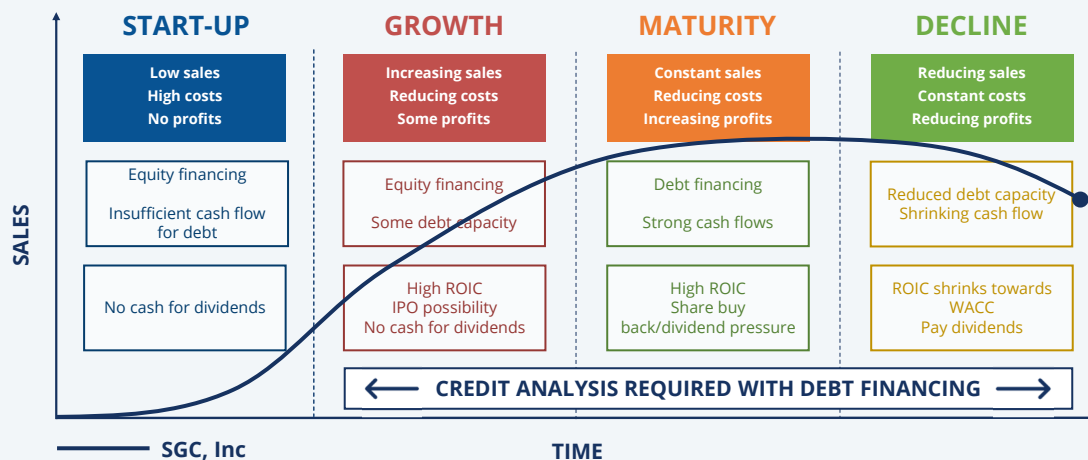 START-UP
GROWTH
MATURITY
DECLINE
Low sales
High costs
No profits
Increasing sales
Reducing costs
Some profits
Constant sales
Reducing costs
Increasing profits
Reducing sales
Constant costs
Reducing profits
Equity financing
Insufficient cash flow
for debt
Equity financing
Some debt capacity
Debt financing
Strong cash flows
Reduced debt capacity
Shrinking cash flow
No cash for dividends
High ROIC
IPO possibility
No cash for dividends
High ROIC
Share buy
back/dividend pressure
ROIC shrinks towards
WACC
Pay dividends
CREDIT ANALYSIS REQUIRED WITH DEBT FINANCING
SALES
SGC, Inc
TIME